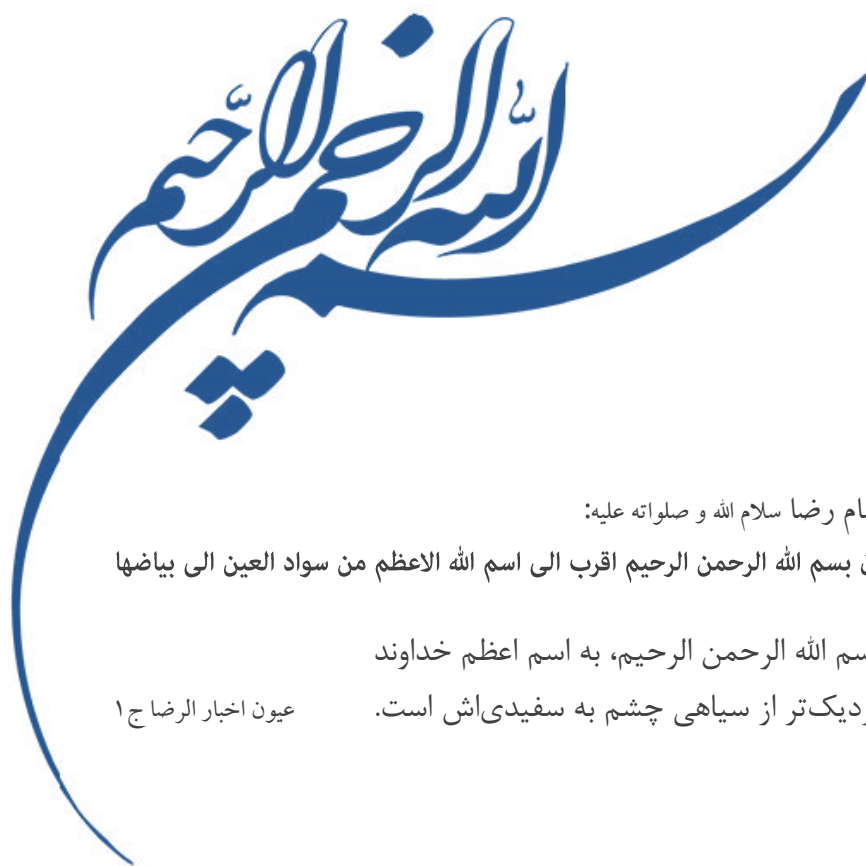 بسم الله الرحمن الرحیم
رضا سلام الله و صلواته علیه:
بسم الله الرحمن الرحیم اقرب الی اسم الله الاعظم من سواد العین الی بیاضها
الله الرحمن الرحیم، به اسم اعظم خداوند
از سیاهی چشم به سفیدی‌اش است. عیون اخبار الرضا ج۱